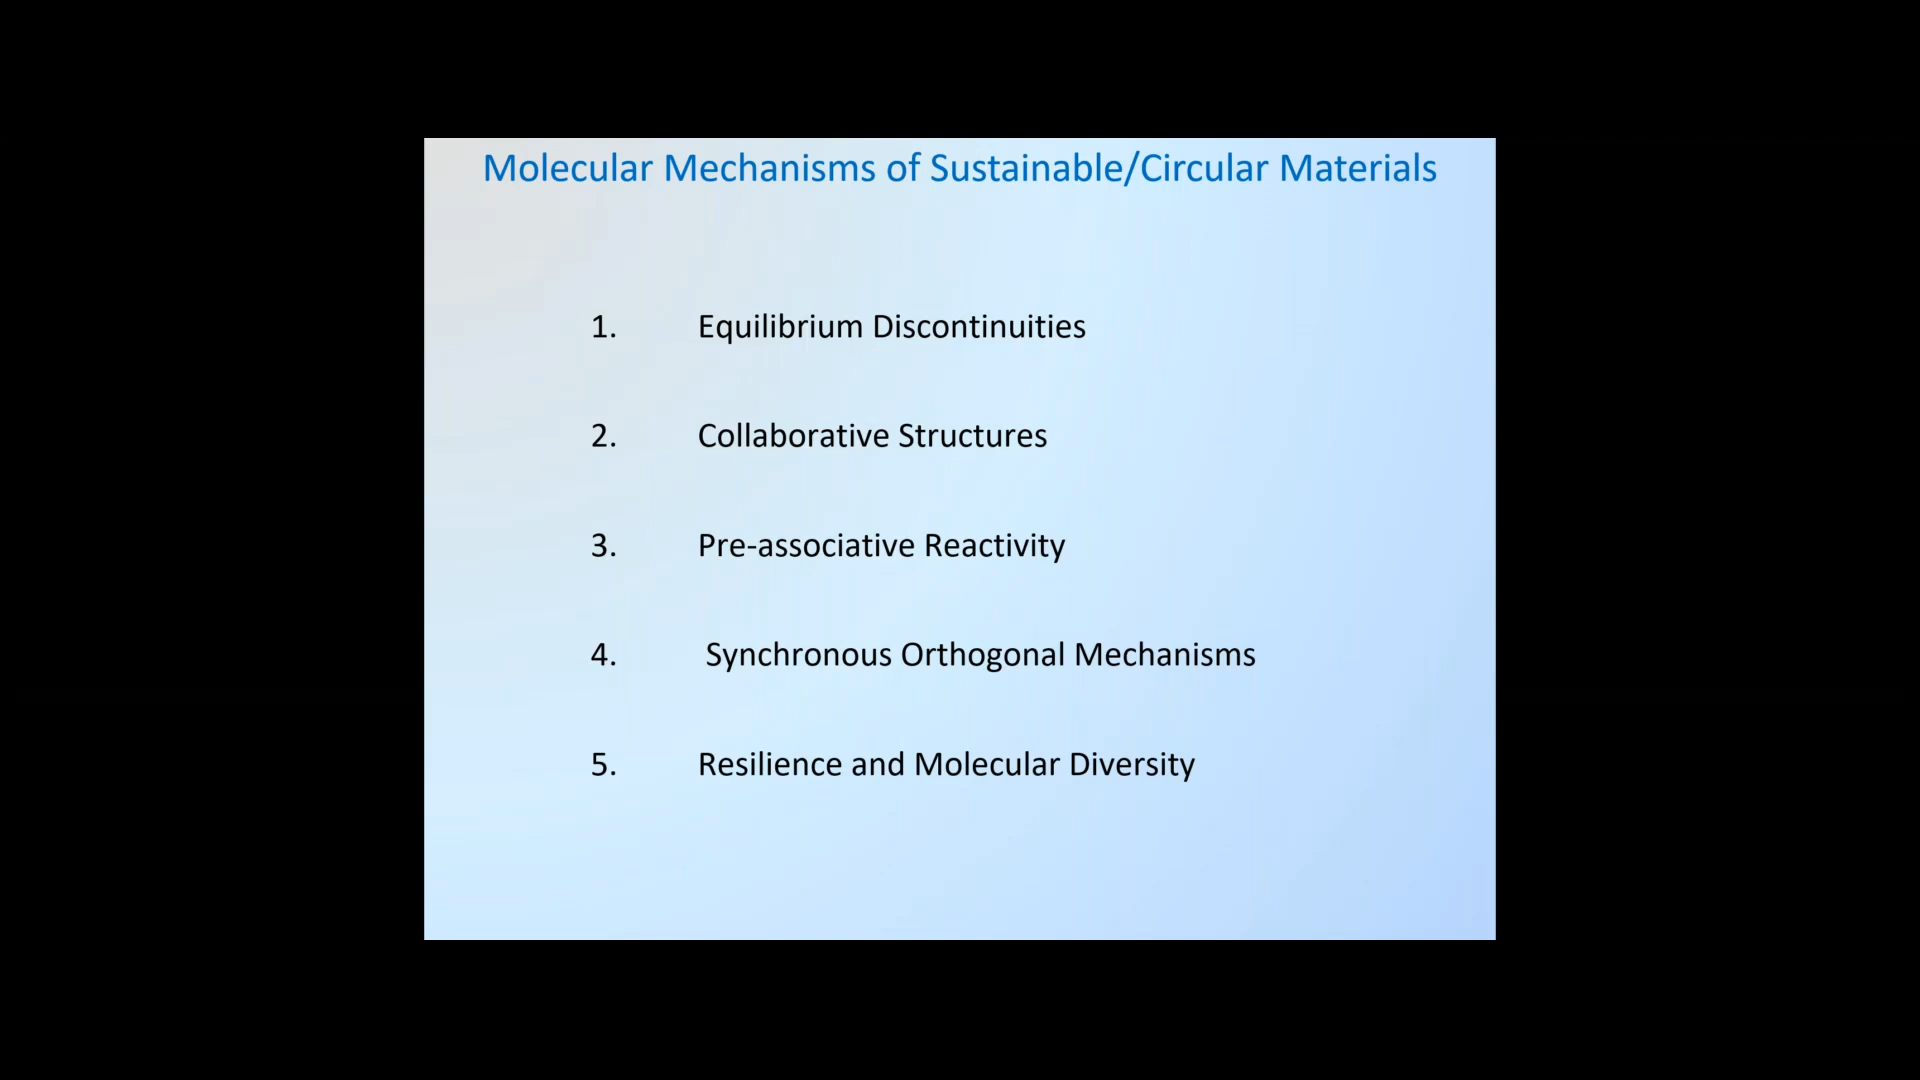 Molecular Mechanisms of Sustainable/Circular Materials
1. Equilibrium Discontinuities
2. Collaborative Structures
3. Pre-associative Reactivity
4. Synchronous Orthogonal Mechanisms
5. Resilience and Molecular Diversity